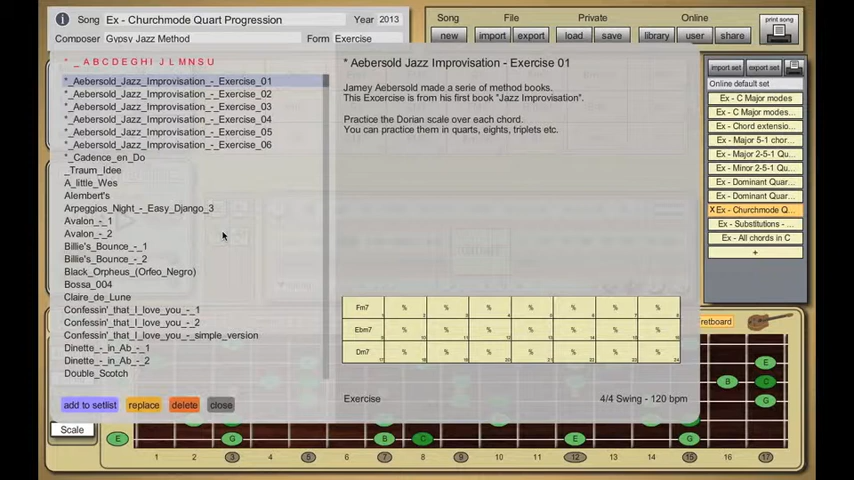 Song Ex - Churchmode Quart Progression Year 2013
Composer Gypsy Jazz Method Form Exercise
Song File Private Online
new import export load save library user share
print song
* _ A B C D E G H I J L M N S U
*_Aebersold_Jazz_Improvisation_-_Exercise_01
*_Aebersold_Jazz_Improvisation_-_Exercise_02
*_Aebersold_Jazz_Improvisation_-_Exercise_03
*_Aebersold_Jazz_Improvisation_-_Exercise_04
*_Aebersold_Jazz_Improvisation_-_Exercise_05
*_Aebersold_Jazz_Improvisation_-_Exercise_06
*_Cadence_en_Do
_Traum_Idee
A_little_Wes
Alembert's
Arpeggios_Night_-_Easy_Django_3
Avalon_-_1
Avalon_-_2
Billie's_Bounce_-_1
Billie's_Bounce_-_2
Black_Orpheus_(Orfeo_Negro)
Bossa_004
Claire_de_Lune
Confessin'_that_I_love_you_-_1
Confessin'_that_I_love_you_-_2
Confessin'_that_I_love_you_-_simple_version
Dinette_-_in_Ab_-_1
Dinette_-_in_Ab_-_2
Double_Scotch
add to setlist replace delete close
* Aebersold Jazz Improvisation - Exercise 01
Jamey Aebersold made a serie of method books.
This Excercise is from his first book "Jazz Improvisation".
Practice the Dorian scale over each chord.
You can practice them in quarts, eights, triplets etc.
Fm7 % % % % % % %
Ebm7 % % % % % % %
Dm7 % % % % % % %
Exercise 4/4 Swing - 120 bpm
import set export set
Online default set
Ex - C Major modes
Ex - C Major modes
Ex - Chord extensio...
Ex - Major 5-1 chor...
Ex - Major 2-5-1 Qu...
Ex - Minor 2-5-1 Qu...
Ex - Dominant Quar...
Ex - Dominant Quar...
X Ex - Churchmode Q...
Ex - Substitutions - ...
Ex - All chords in C
+
retboard
E
B C
G
Scale
E G B C E G
1 2 3 4 5 6 7 8 9 10 11 12 13 14 15 16 17